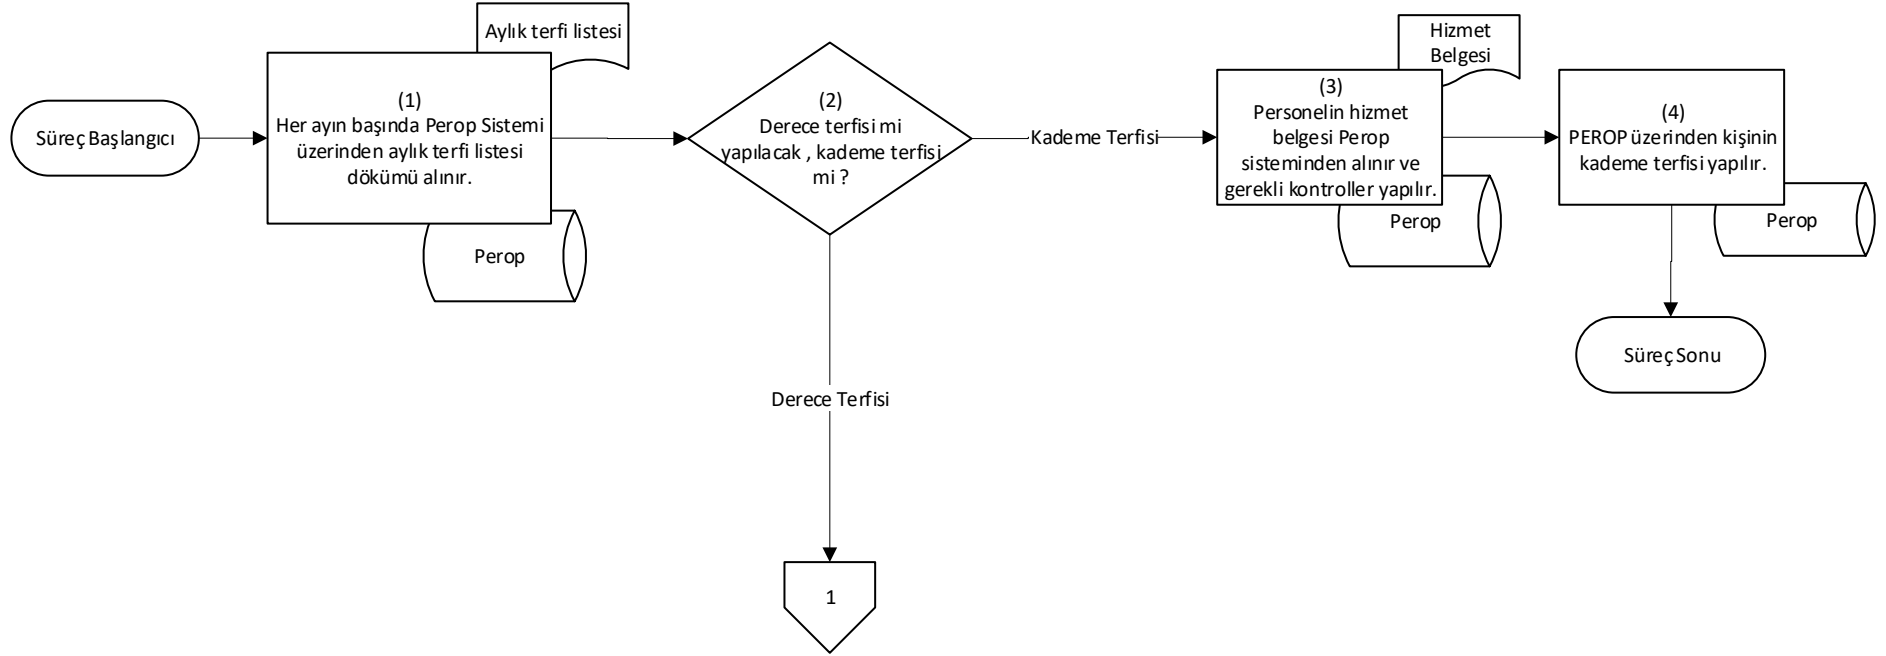 Süreç Başlangıcı
Aylık terfi listesi
(1)
Her ayın başında Perop Sistemi
üzerinden aylık terfi listesi
dökümü alınır.
Perop
(2)
Derece terfisi mi
yapılacak , kademe terfisi
mi ?
Kademe Terfisi
Hizmet
Belgesi
(3)
Personelin hizmet
belgesi Perop
sisteminden alınır ve
gerekli kontroller yapılır.
Perop
(4)
PEROP üzerinden kişinin
kademe terfisi yapılır.
Perop
Süreç Sonu
Derece Terfisi
1